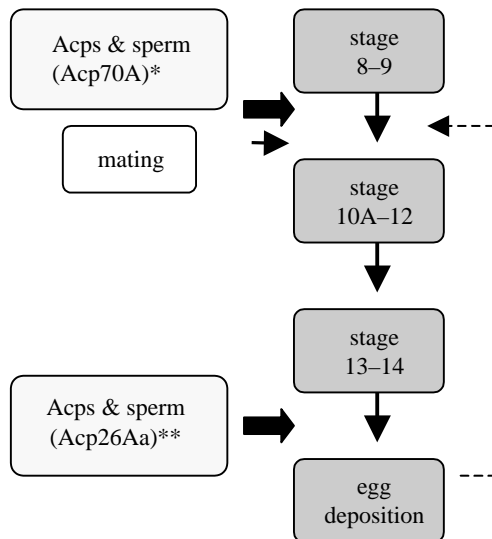 Acps & sperm
(Acp70A)*
stage
8–9
mating
stage
10A–12
stage
13–14
Acps & sperm
(Acp26Aa)**
egg
deposition